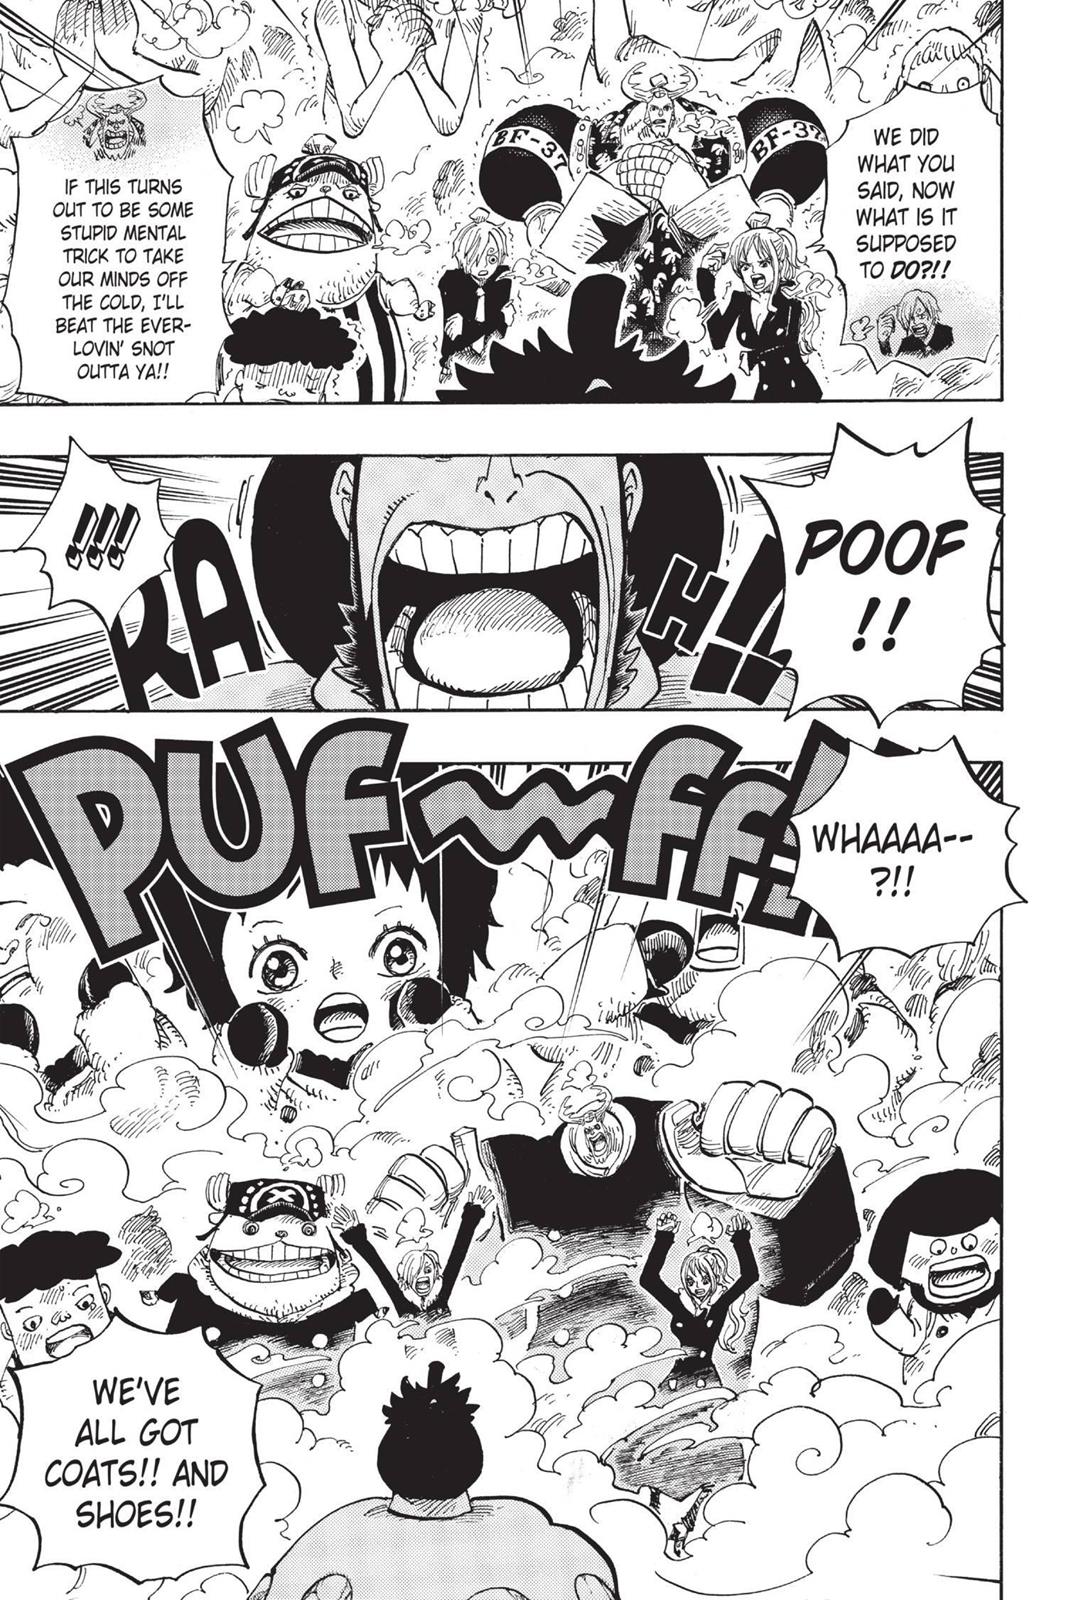 WE DID
WHAT YOU
SAID, NOW
WHAT IS IT
SUPPOSED
TO DO?!!
BF-37
BF-37
IF THIS TURNS
OUT TO BE SOME
STUPID MENTAL
TRICK TO TAKE
OUR MINDS OFF
THE COLD, I'LL
BEAT THE EVER-
LOVIN' SNOT
OUTTA YA!!
POOF
!!
KA
H!!
!!!
PUF~FF!
WHAAAA--
?!!
WE'VE
ALL GOT
COATS!! AND
SHOES!!